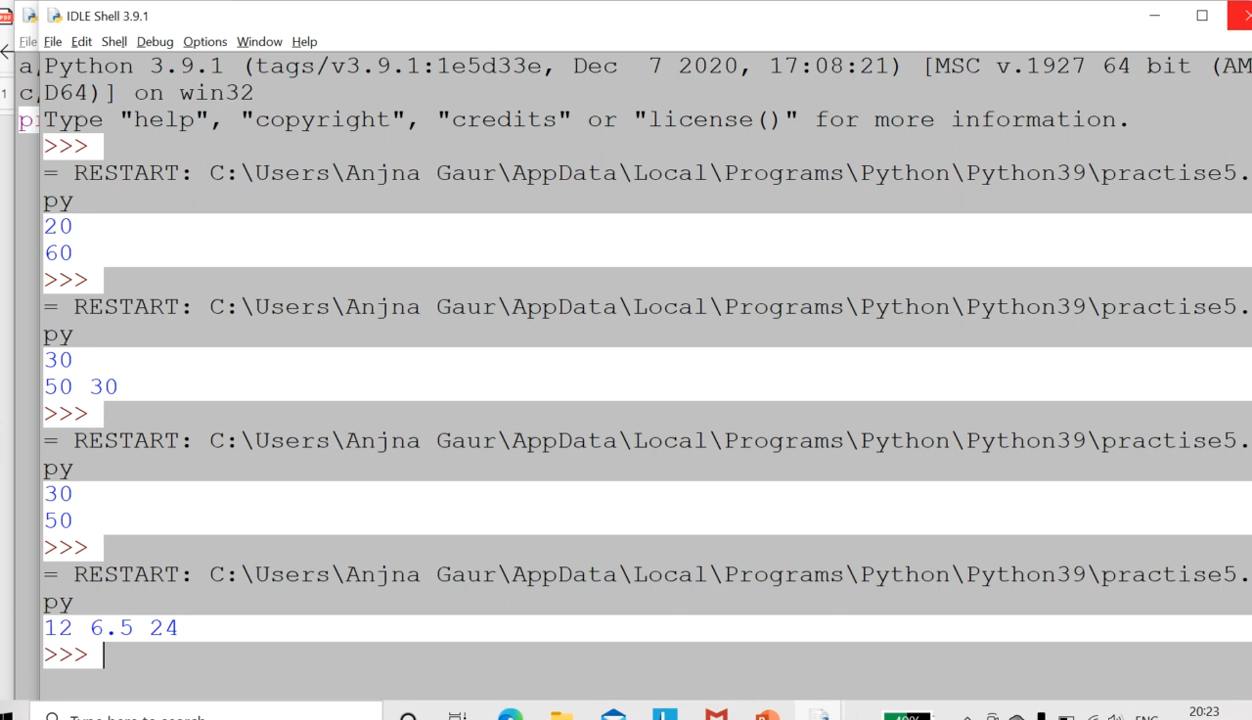 IDLE Shell 3.9.1
File File Edit Shell Debug Options Window Help
a, Python 3.9.1 (tags/v3.9.1:1e5d33e, Dec  7 2020, 17:08:21) [MSC v.1927 64 bit (AM
c, D64)] on win32
Type "help", "copyright", "credits" or "license()" for more information.
>>>
= RESTART: C:\Users\Anjna Gaur\AppData\Local\Programs\Python\Python39\practise5.
py
20
60
>>>
= RESTART: C:\Users\Anjna Gaur\AppData\Local\Programs\Python\Python39\practise5.
py
30
50 30
>>>
= RESTART: C:\Users\Anjna Gaur\AppData\Local\Programs\Python\Python39\practise5.
py
30
50
>>>
= RESTART: C:\Users\Anjna Gaur\AppData\Local\Programs\Python\Python39\practise5.
py
12 6.5 24
>>>
Type here to search
20:23